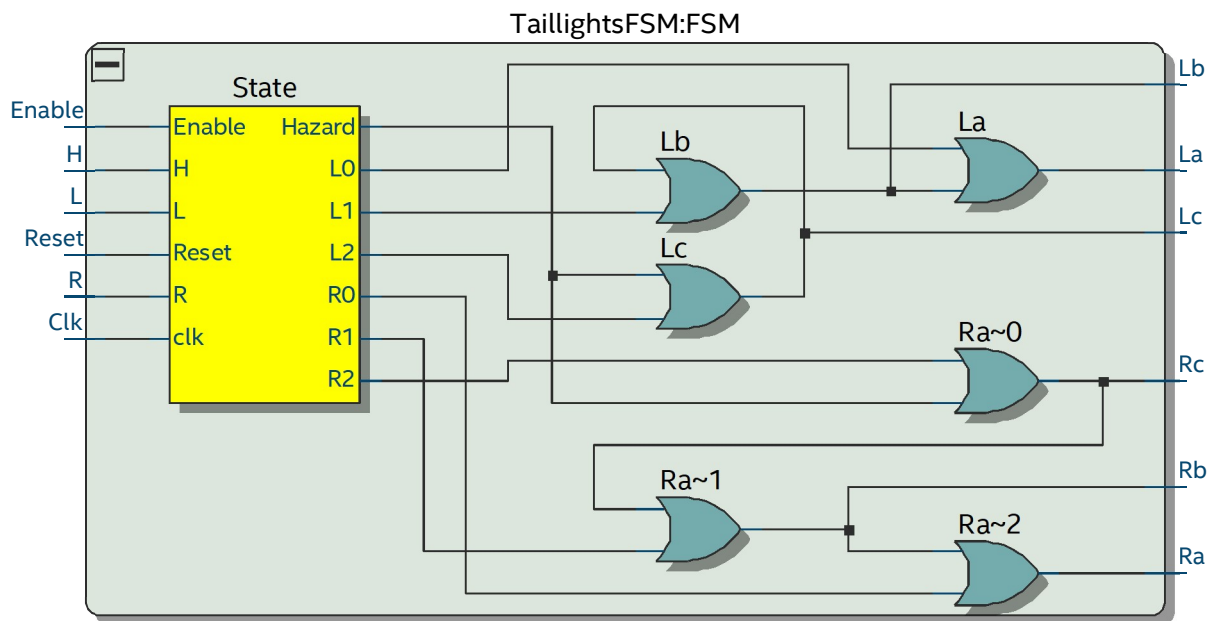 TaillightsFSM:FSM
State
Enable
H
L
Reset
R
Clk
Enable Hazard
H L0
L L1
Reset L2
R R0
clk R1
R2
Lb
La
Lc
Ra~0
Ra~1
Ra~2
Lb
La
Lc
Rc
Rb
Ra